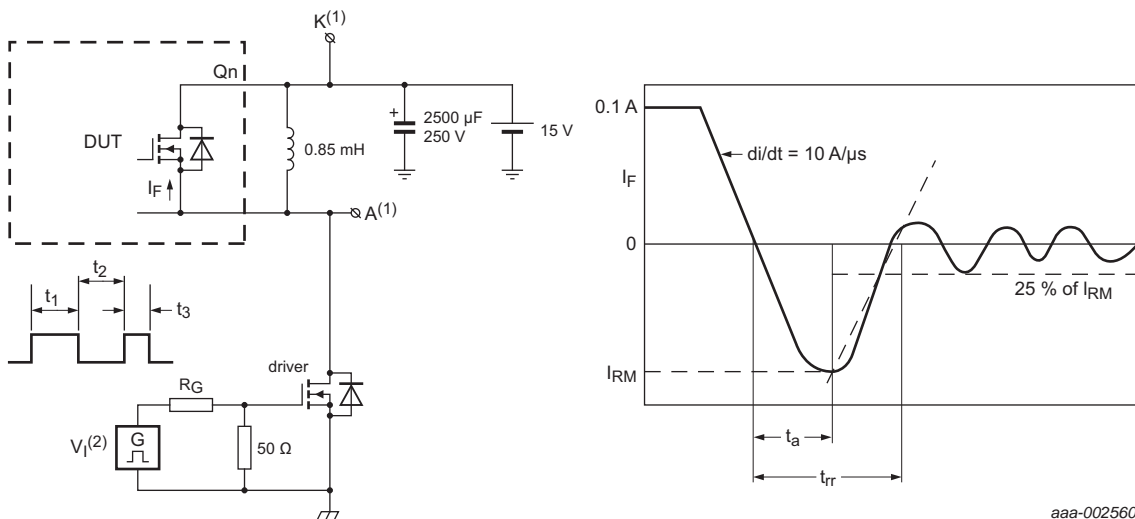 K(1)
Qn
DUT
IF
0.85 mH
+
2500 µF
250 V
15 V
A(1)
t1
t2
t3
driver
RG
VI(2)
G
50 Ω
0.1 A
di/dt = 10 A/µs
IF
0
25 % of IRM
IRM
ta
trr
aaa-002560